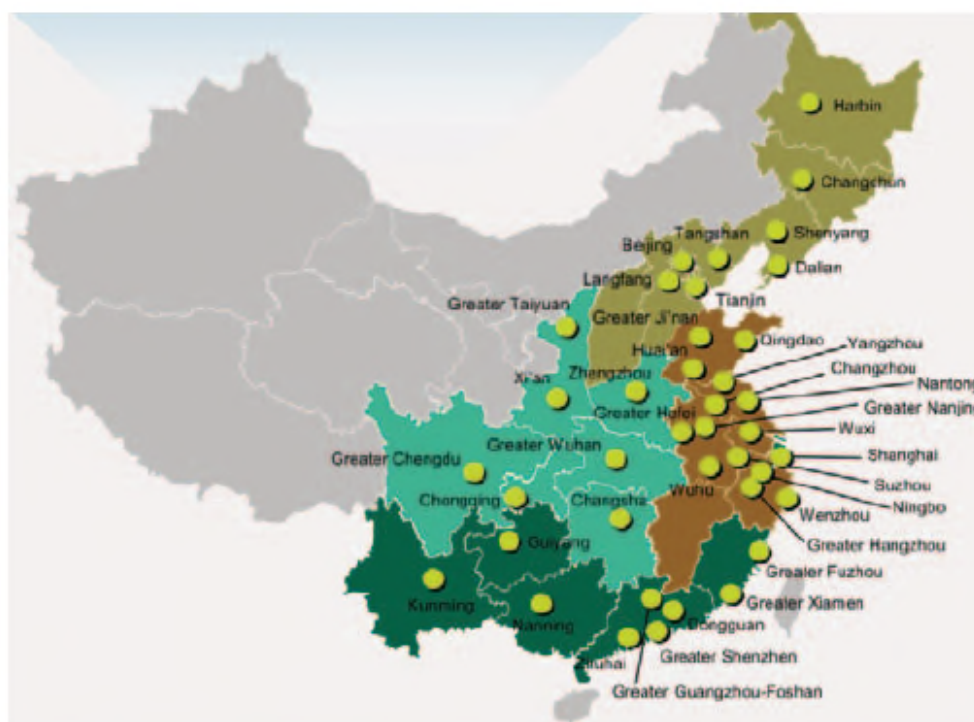 Harbin
Changchun
Tangshan
Shenyang
Beijing
Dalian
Langfang
Tianjin
Greater Taiyuan
Greater Ji'nan
Qingdao
Yangzhou
Huai'an
Changzhou
Xi'an
Zhengzhou
Nantong
Greater Hefei
Greater Nanjing
Wuxi
Greater Wuhan
Shanghai
Greater Chengdu
Suzhou
Wuhu
Chongqing
Changsha
Ningbo
Wenzhou
Guiyang
Greater Hangzhou
Greater Fuzhou
Kunming
Greater Xiamen
Nanning
Dongguan
Zhuhai
Greater Shenzhen
Greater Guangzhou-Foshan